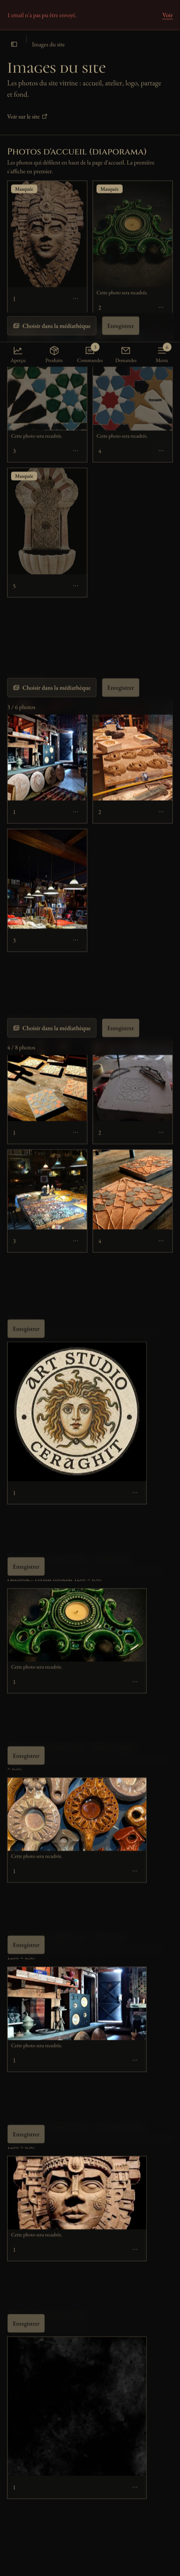 1 email n'a pas pu être envoyé.
Voir
Images du site
Images du site
Les photos du site vitrine : accueil, atelier, logo, partage
et fond.
Voir sur le site
Photos d'accueil (diaporama)
Les photos qui défilent en haut de la page d'accueil. La première
s'affiche en premier.
Masquée
Masquée
1
Cette photo sera recadrée.
2
Choisir dans la médiathèque
Enregistrer
Aperçu
Produits
Commandes
Demandes
Menu
Cette photo sera recadrée.
Cette photo sera recadrée.
3
4
Masquée
5
Choisir dans la médiathèque
Enregistrer
3 / 6 photos
1
2
3
Choisir dans la médiathèque
Enregistrer
4 / 8 photos
1
2
3
4
Enregistrer
ART STUDIO
CERAGHIT
1
Enregistrer
Cette photo sera recadrée.
1
Enregistrer
Cette photo sera recadrée.
1
Enregistrer
Cette photo sera recadrée.
1
Enregistrer
Cette photo sera recadrée.
1
Enregistrer
1